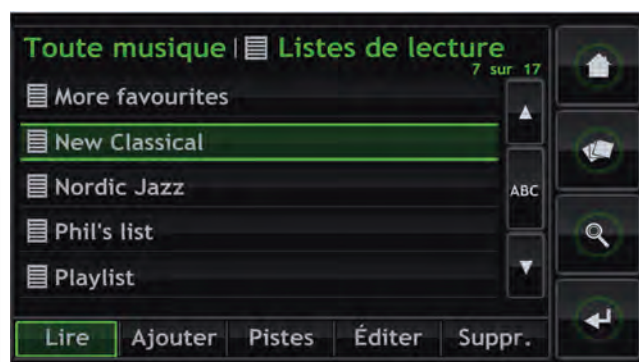 Toute musique | Listes de lecture
7 sur 17
More favourites
New Classical
Nordic Jazz
ABC
Phil's list
Playlist
Lire Ajouter Pistes Éditer Suppr.